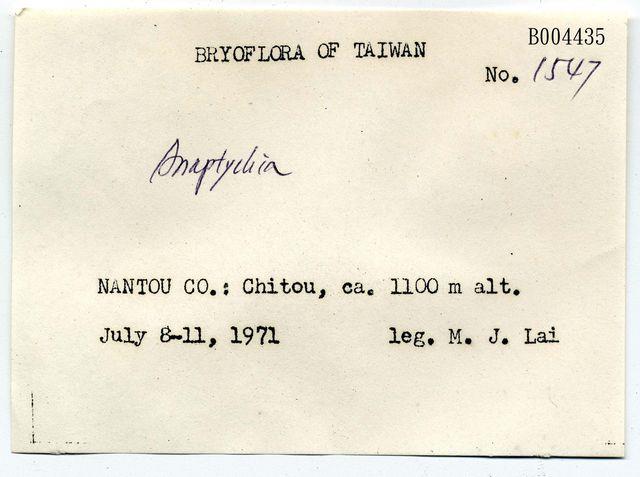 B004435
BRYOFLORA OF TAIWAN
No. 1547
Anaptychia
NANTOU CO.: Chitou, ca. 1100 m alt.
July 8-11, 1971 leg. M. J. Lai